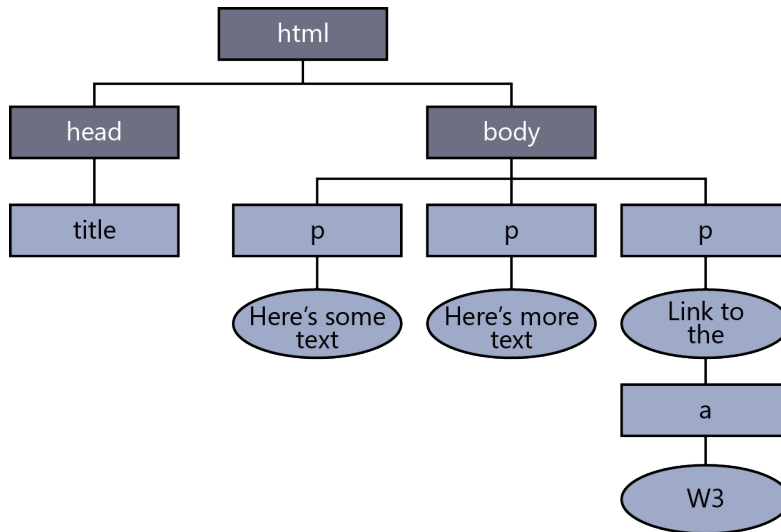 html
head
body
title
p
p
p
Here’s some
text
Here’s more
text
Link to
the
a
W3